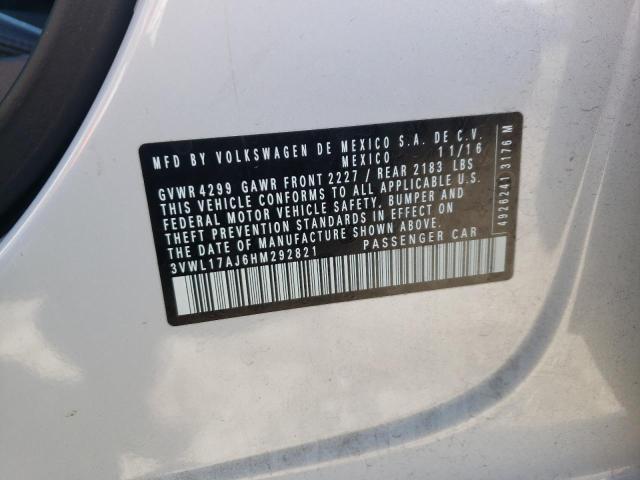 MFD BY VOLKSWAGEN DE MEXICO S.A. DE C.V.
MEXICO 11/16
GVWR 4299 GAWR FRONT 2227 / REAR 2183 LBS
THIS VEHICLE CONFORMS TO ALL APPLICABLE U.S.
FEDERAL MOTOR VEHICLE SAFETY, BUMPER AND
THEFT PREVENTION STANDARDS IN EFFECT ON
THE DATE OF MANUFACTURE SHOWN ABOVE.
3VWL17AJ6HM292821 PASSENGER CAR
4926241 3176 M